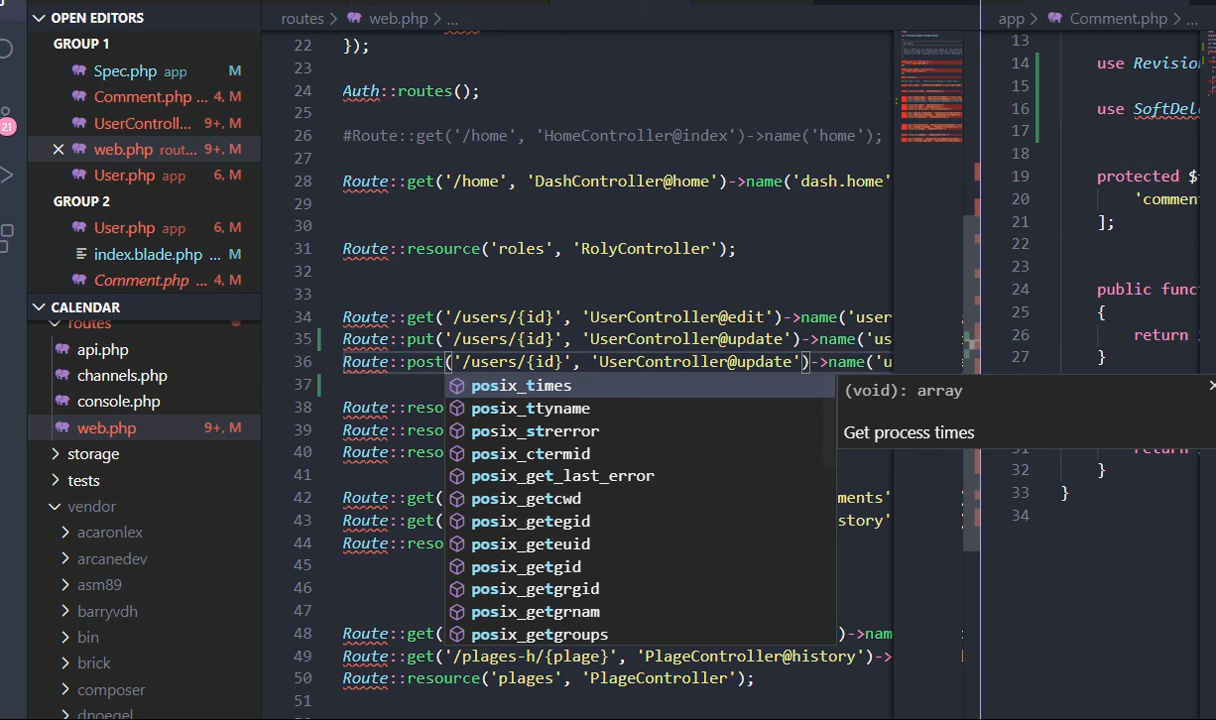 OPEN EDITORS
GROUP 1
Spec.php app M
Comment.php ... 4, M
UserControll... 9+, M
web.php rout... 9+, M
User.php app 6, M
GROUP 2
User.php app 6, M
index.blade.php ... M
Comment.php ... 4, M
CALENDAR
routes
api.php
channels.php
console.php
web.php 9+, M
storage
tests
vendor
acaronlex
arcanedev
asm89
barryvdh
bin
brick
composer
dnoegel
21
routes > web.php > ...
22 });
23
24 Auth::routes();
25
26 #Route::get('/home', 'HomeController@index')->name('home');
27
28 Route::get('/home', 'DashController@home')->name('dash.home'
29
30
31 Route::resource('roles', 'RolyController');
32
33
34 Route::get('/users/{id}', 'UserController@edit')->name('user
35 Route::put('/users/{id}', 'UserController@update')->name('us
36 Route::post('/users/{id}', 'UserController@update')->name('u
37
38 Route::reso
39 Route::reso
40 Route::reso
41
42 Route::get( ments'
43 Route::get( story'
44 Route::reso
45
46
47
48 Route::get( )->nam
49 Route::get('/plages-h/{plage}', 'PlageController@history')->
50 Route::resource('plages', 'PlageController');
51
posix_times
posix_ttyname
posix_strerror
posix_ctermid
posix_get_last_error
posix_getcwd
posix_getegid
posix_geteuid
posix_getgid
posix_getgrgid
posix_getgrnam
posix_getgroups
(void): array
Get process times
app > Comment.php > ...
13
14 use Revision
15
16 use SoftDel
17
18
19 protected $
20 'commen
21 ];
22
23
24 public func
25 {
26 return
27 }
32 }
33 }
34